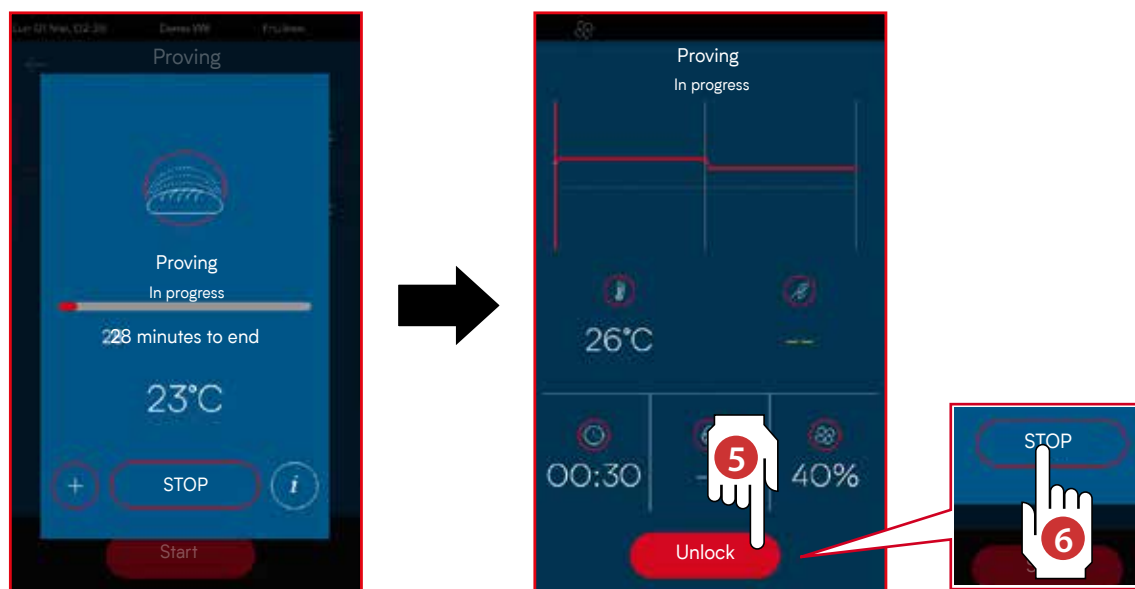 Proving
Proving
In progress
28 minutes to end
23°C
+
STOP
i
Start
Proving
In progress
26°C
--
00:30
40%
5
Unlock
STOP
6